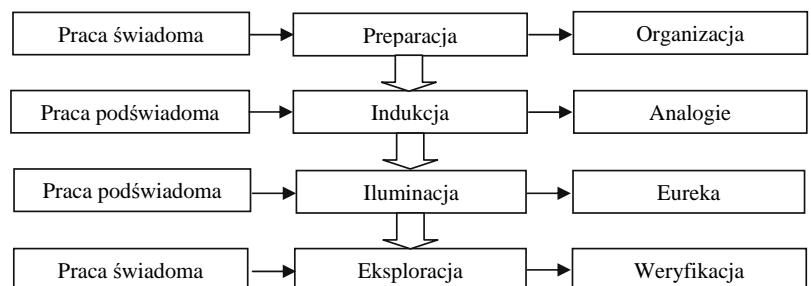 Praca świadoma
Preparacja
Organizacja
Praca podświadoma
Indukcja
Analogie
Praca podświadoma
Iluminacja
Eureka
Praca świadoma
Eksploracja
Weryfikacja